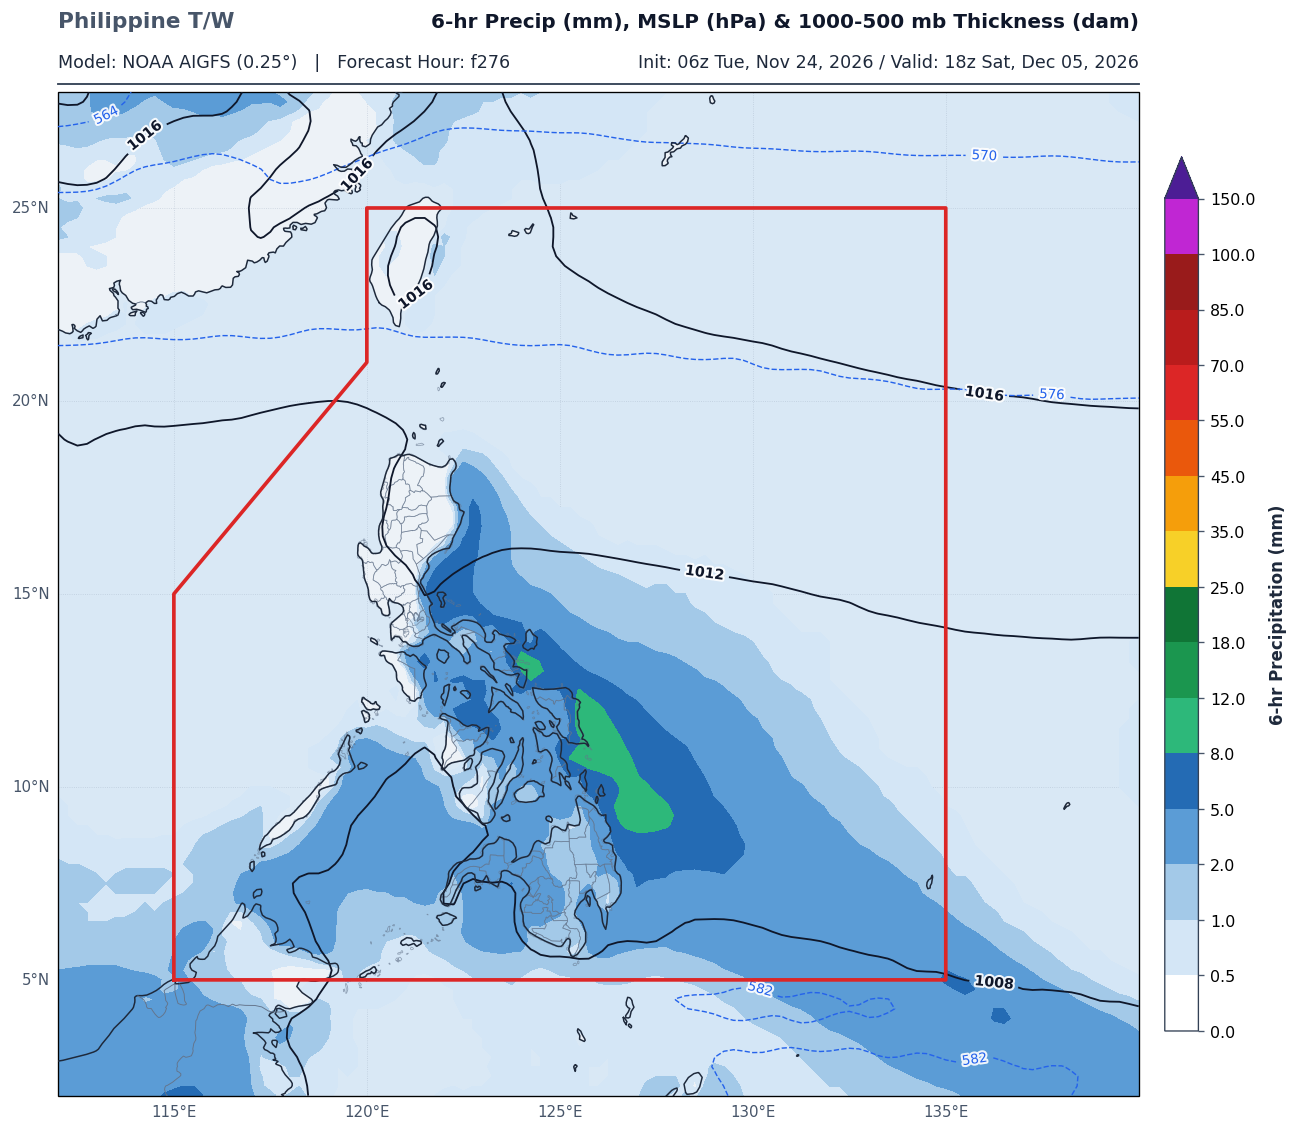 Philippine T/W
6-hr Precip (mm), MSLP (hPa) & 1000-500 mb Thickness (dam)
Model: NOAA AIGFS (0.25°) | Forecast Hour: f276
Init: 06z Tue, Nov 24, 2026 / Valid: 18z Sat, Dec 05, 2026
564
1016
1016
570
1016
1016
576
1012
1008
582
582
25°N
20°N
15°N
10°N
5°N
115°E
120°E
125°E
130°E
135°E
150.0
100.0
85.0
70.0
55.0
45.0
35.0
25.0
18.0
12.0
8.0
5.0
2.0
1.0
0.5
0.0
6-hr Precipitation (mm)